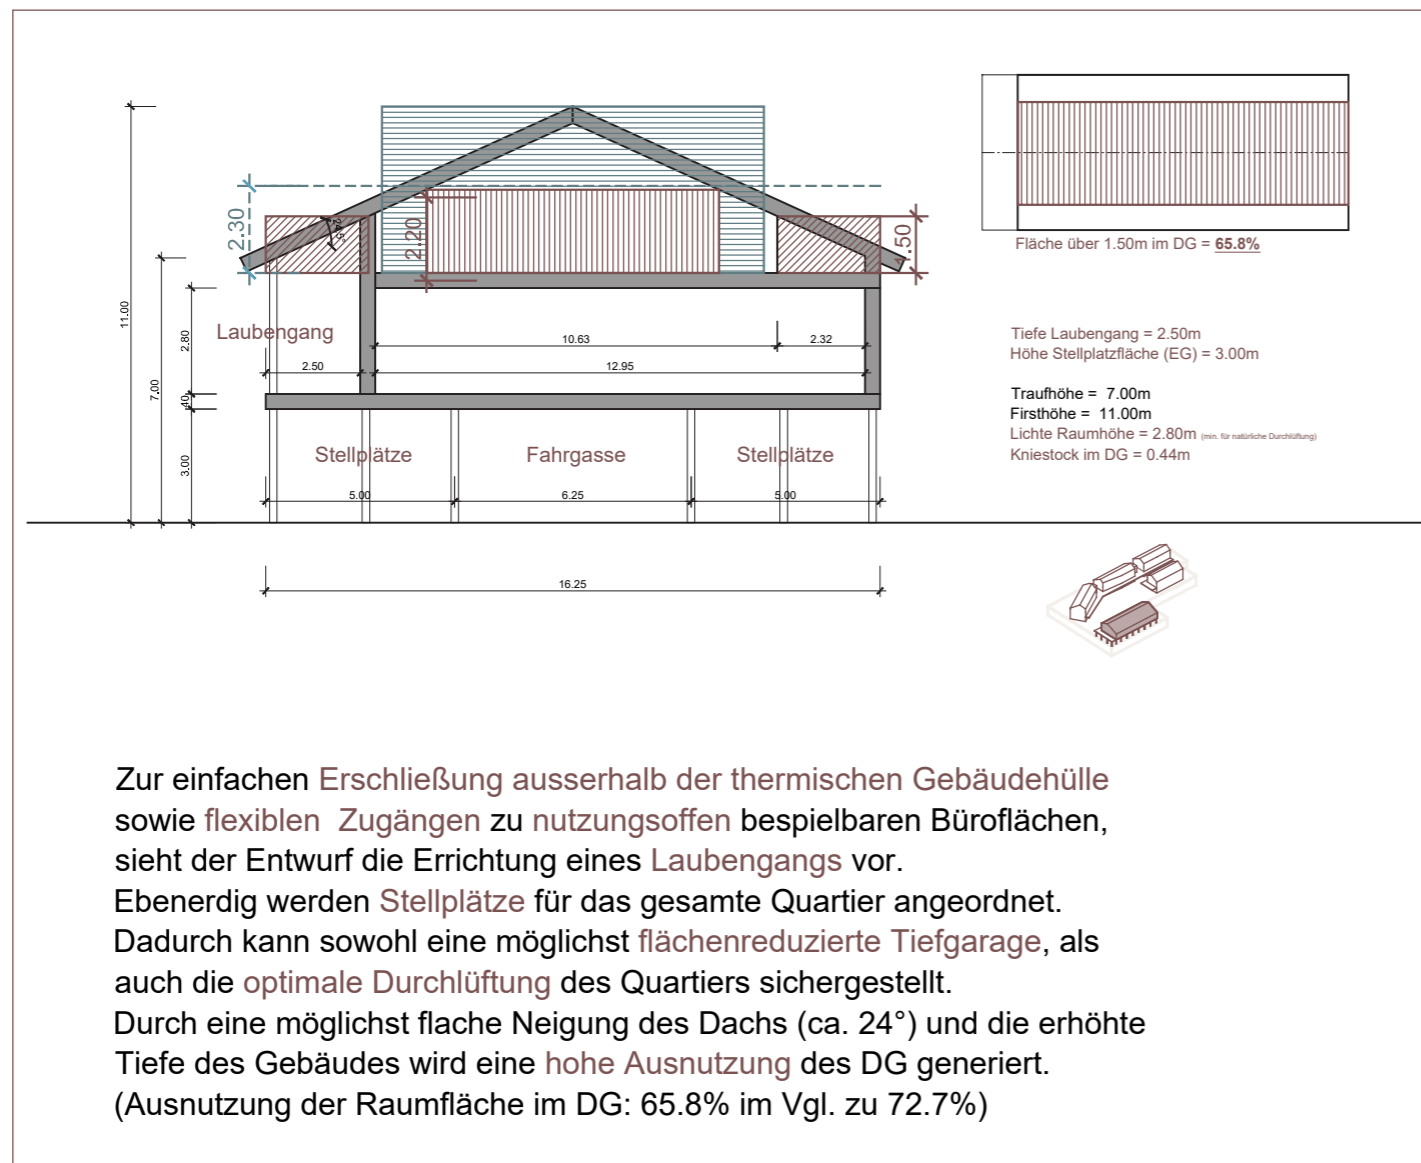 11.00
7.00
2.80
40
3.00
2.30
24.5°
2.20
1.50
Laubengang
10.63
2.32
2.50
12.95
Stellplätze
Fahrgasse
Stellplätze
5.00
6.25
5.00
16.25
Fläche über 1.50m im DG = 65.8%
Tiefe Laubengang = 2.50m
Höhe Stellplatzfläche (EG) = 3.00m
Traufhöhe = 7.00m
Firsthöhe = 11.00m
Lichte Raumhöhe = 2.80m (min. für natürliche Durchlüftung)
Kniestock im DG = 0.44m
Zur einfachen Erschließung ausserhalb der thermischen Gebäudehülle
sowie flexiblen Zugängen zu nutzungsoffen bespielbaren Büroflächen,
sieht der Entwurf die Errichtung eines Laubengangs vor.
Ebenerdig werden Stellplätze für das gesamte Quartier angeordnet.
Dadurch kann sowohl eine möglichst flächenreduzierte Tiefgarage, als
auch die optimale Durchlüftung des Quartiers sichergestellt.
Durch eine möglichst flache Neigung des Dachs (ca. 24°) und die erhöhte
Tiefe des Gebäudes wird eine hohe Ausnutzung des DG generiert.
(Ausnutzung der Raumfläche im DG: 65.8% im Vgl. zu 72.7%)